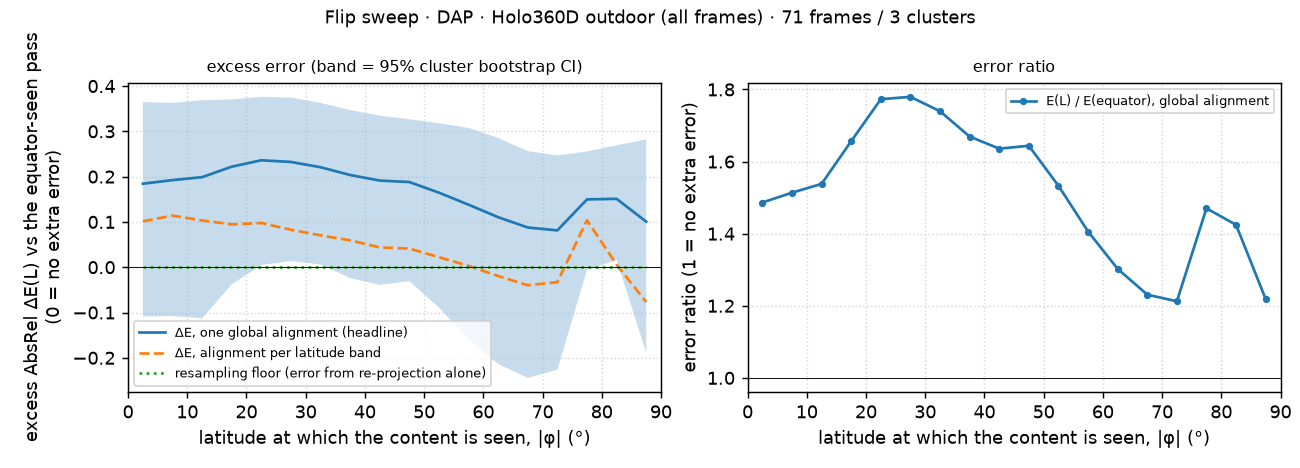 Flip sweep · DAP · Holo360D outdoor (all frames) · 71 frames / 3 clusters
excess error (band = 95% cluster bootstrap CI)
excess AbsRel ΔE(L) vs the equator-seen pass
(0 = no extra error)
0.4
0.3
0.2
0.1
0.0
−0.1
−0.2
ΔE, one global alignment (headline)
ΔE, alignment per latitude band
resampling floor (error from re-projection alone)
0 10 20 30 40 50 60 70 80 90
latitude at which the content is seen, |φ| (°)
error ratio
error ratio (1 = no extra error)
1.8
1.6
1.4
1.2
1.0
E(L) / E(equator), global alignment
0 10 20 30 40 50 60 70 80 90
latitude at which the content is seen, |φ| (°)